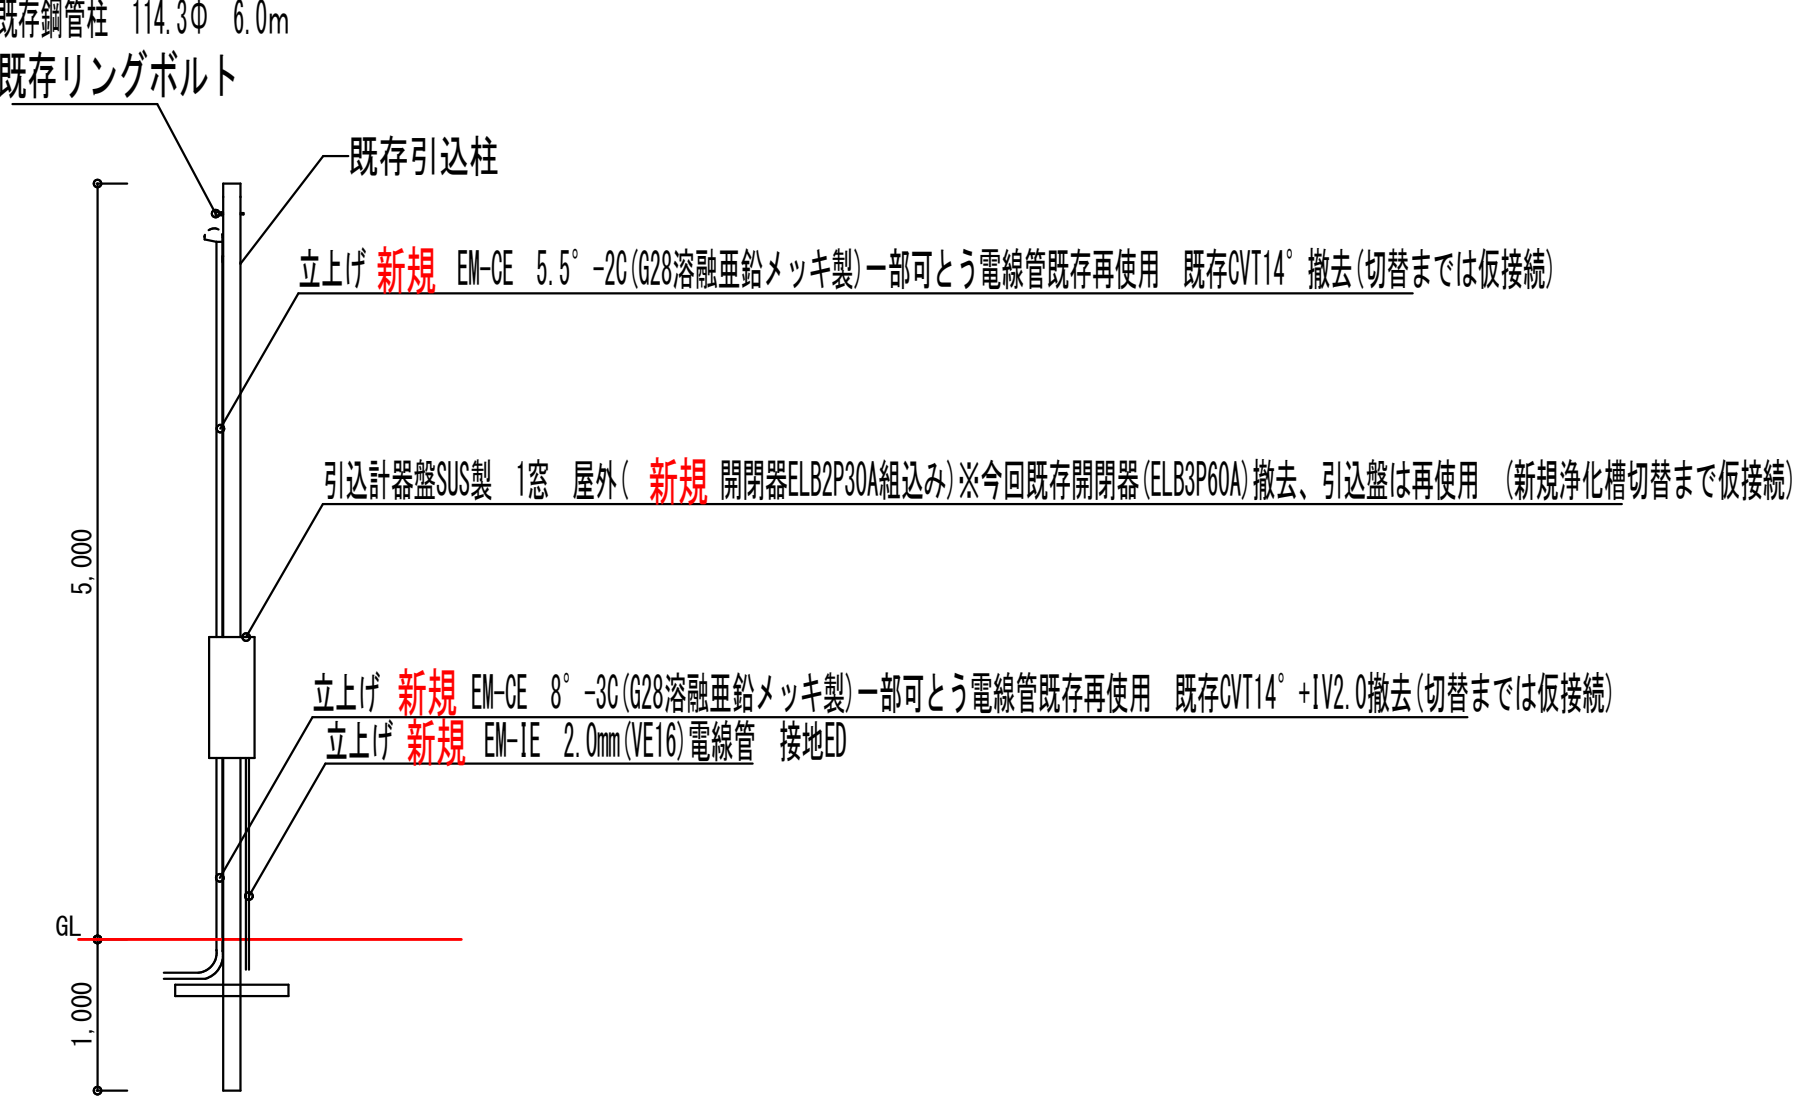 既存鋼管柱　114.3Φ　6.0m
既存リングボルト
既存引込柱
立上げ 新規　EM-CE　5.5°-2C(G28溶融亜鉛メッキ製)一部可とう電線管既存再使用　既存CVT14°撤去(切替までは仮接続)
引込計器盤SUS製　1窓　屋外( 新規 開閉器ELB2P30A組込み)※今回既存開閉器(ELB3P60A)撤去、引込盤は再使用　(新規浄化槽切替まで仮接続)
5,000
立上げ 新規 EM-CE　8°-3C(G28溶融亜鉛メッキ製)一部可とう電線管既存再使用　既存CVT14°+IV2.0撤去(切替までは仮接続)
立上げ 新規 EM-IE　2.0mm(VE16)電線管　接地ED
GL
1,000